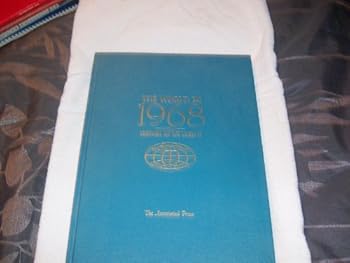 THE WORLD IN
1968
HISTORY AS WE LIVED IT
The Associated Press